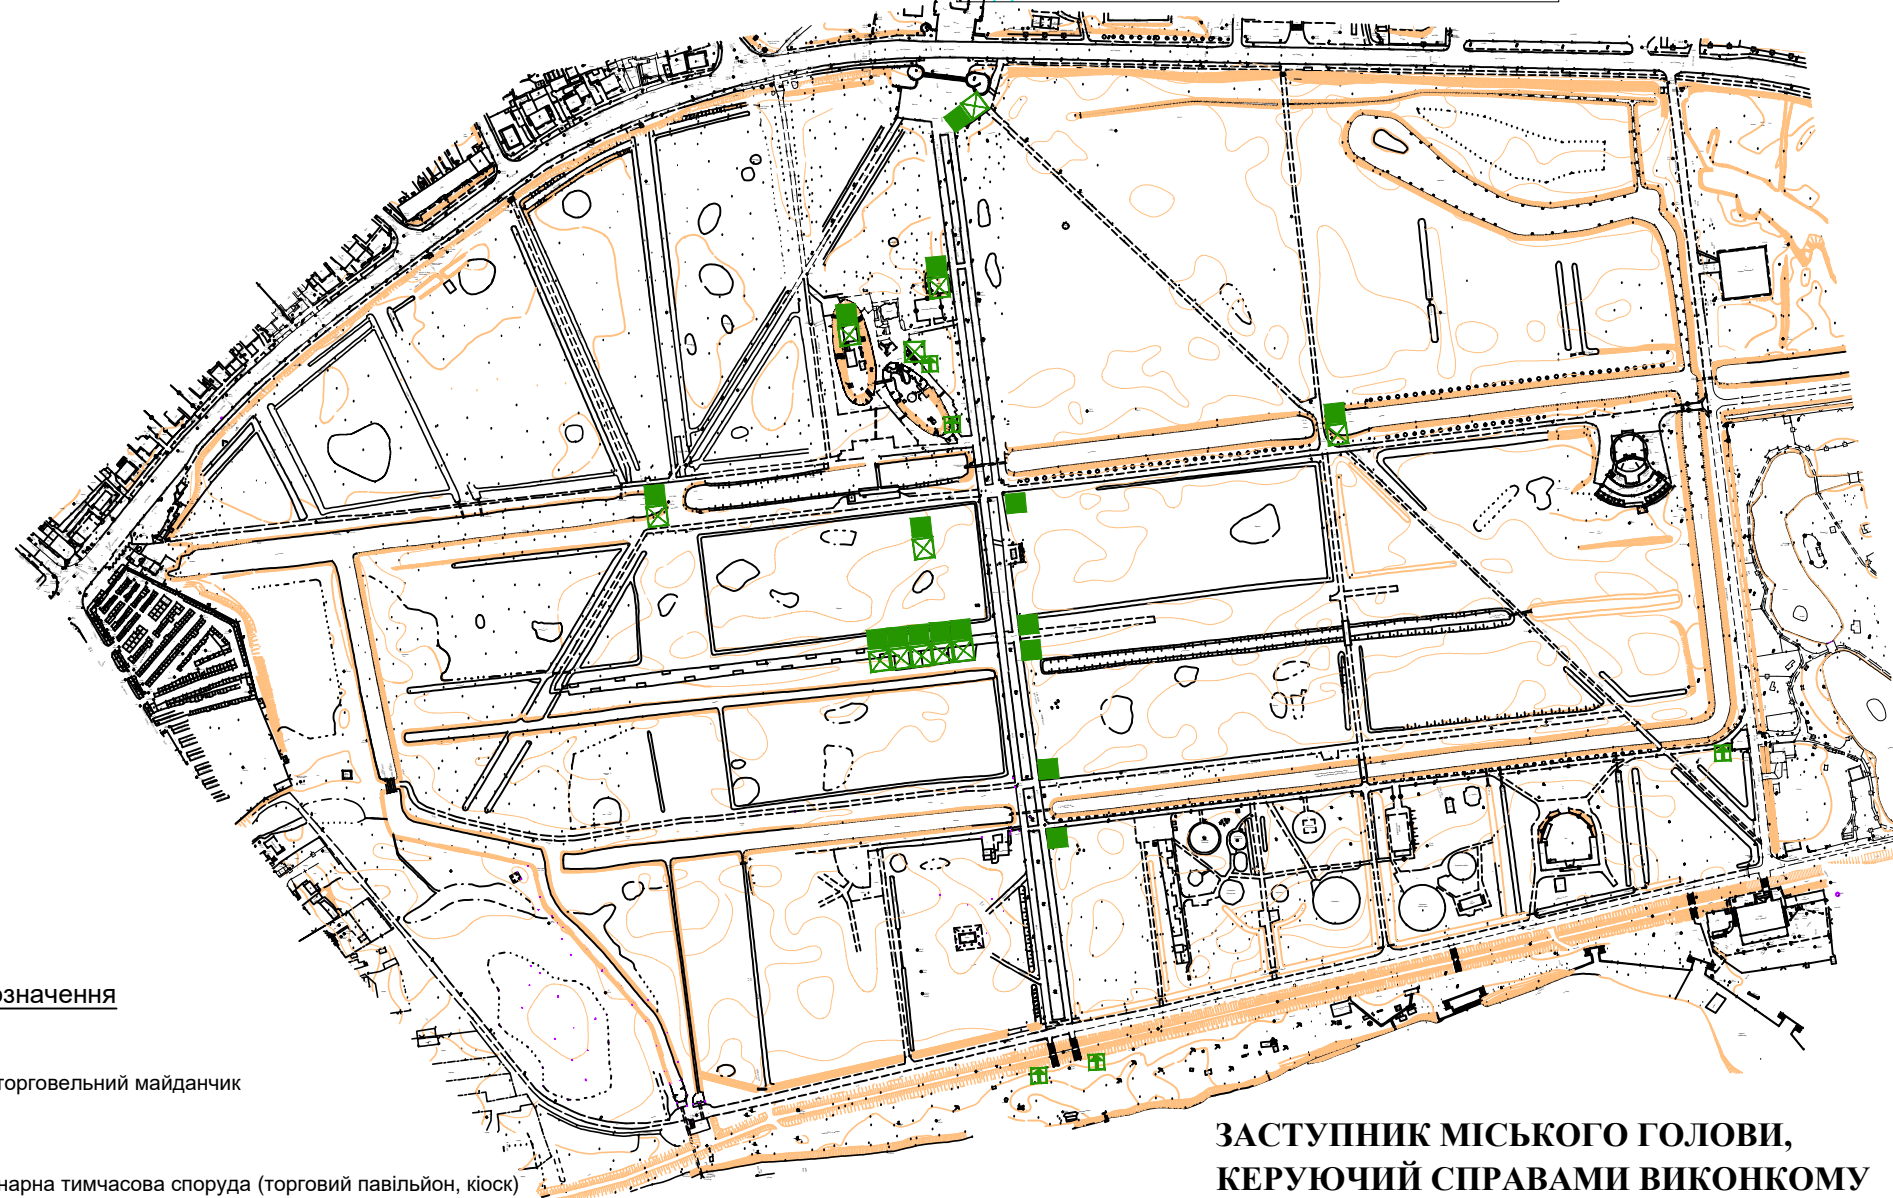 означення
торговельний майданчик
нарна тимчасова споруда (торговий павільйон, кіоск)
ЗАСТУПНИК МІСЬКОГО ГОЛОВИ,
КЕРУЮЧИЙ СПРАВАМИ ВИКОНКОМУ